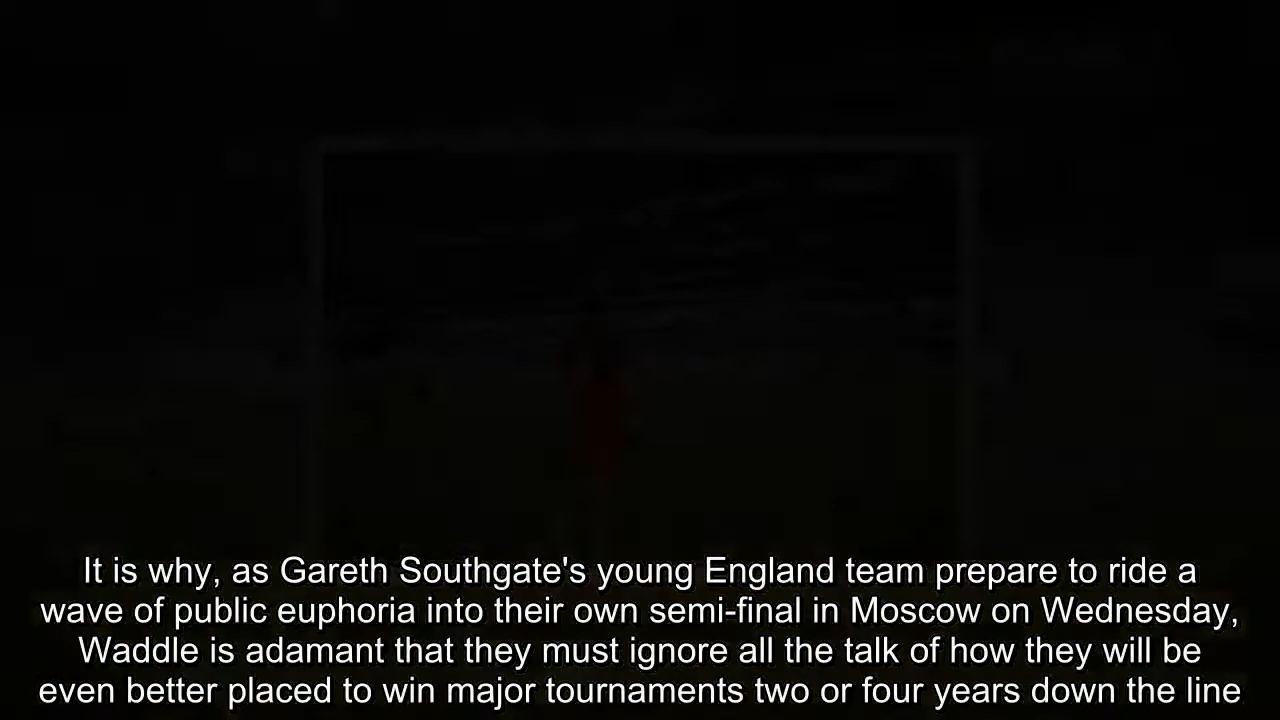 It is why, as Gareth Southgate's young England team prepare to ride a
wave of public euphoria into their own semi-final in Moscow on Wednesday,
Waddle is adamant that they must ignore all the talk of how they will be
even better placed to win major tournaments two or four years down the line